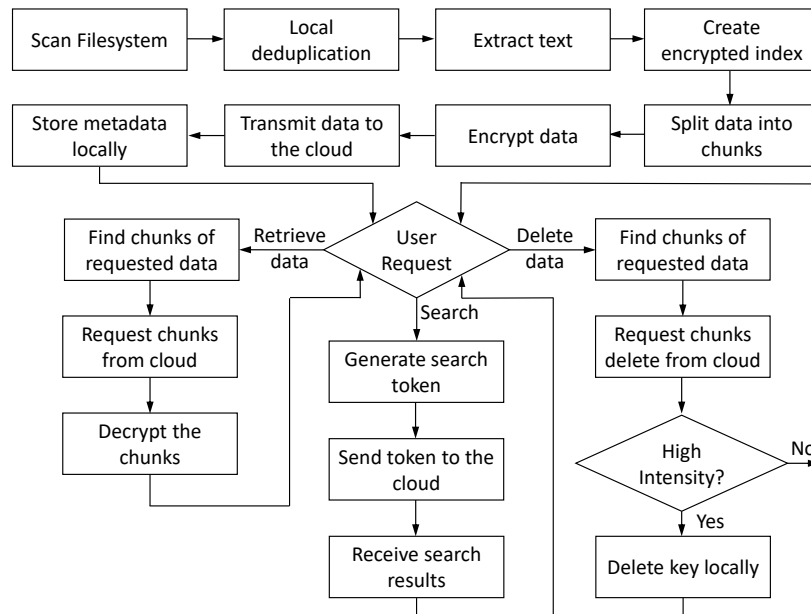 Scan Filesystem
Local
deduplication
Extract text
Create
encrypted index
Store metadata
locally
Transmit data to
the cloud
Encrypt data
Split data into
chunks
Find chunks of
requested data
Retrieve
data
User
Request
Delete
data
Find chunks of
requested data
Search
Request chunks
from cloud
Generate search
token
Request chunks
delete from cloud
Decrypt the
chunks
Send token to the
cloud
High
Intensity?
No
Yes
Receive search
results
Delete key locally